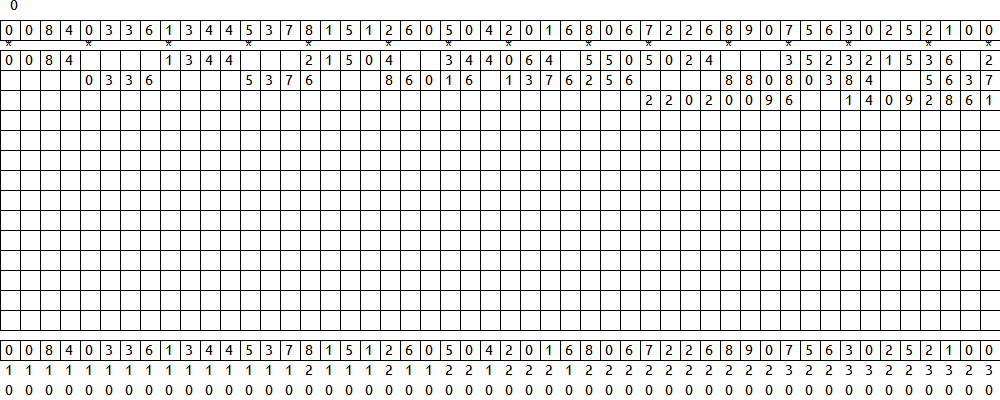 0
0 0 8 4 0 3 3 6 1 3 4 4 5 3 7 8 1 5 1 2 6 0 5 0 4 2 0 1 6 8 0 6 7 2 2 6 8 9 0 7 5 6 3 0 2 5 2 1 0 0
* * * * * * * * * * * * * * *
0 0 8 4 1 3 4 4 2 1 5 0 4 3 4 4 0 6 4 5 5 0 5 0 2 4 3 5 2 3 2 1 5 3 6 2
0 3 3 6 5 3 7 6 8 6 0 1 6 1 3 7 6 2 5 6 8 8 0 8 0 3 8 4 5 6 3 7
2 2 0 2 0 0 9 6 1 4 0 9 2 8 6 1
0 0 8 4 0 3 3 6 1 3 4 4 5 3 7 8 1 5 1 2 6 0 5 0 4 2 0 1 6 8 0 6 7 2 2 6 8 9 0 7 5 6 3 0 2 5 2 1 0 0
1 1 1 1 1 1 1 1 1 1 1 1 1 1 1 2 1 1 1 2 1 1 2 2 1 2 2 2 1 2 2 2 2 2 2 2 2 2 2 3 2 2 3 3 2 2 3 3 2 3
0 0 0 0 0 0 0 0 0 0 0 0 0 0 0 0 0 0 0 0 0 0 0 0 0 0 0 0 0 0 0 0 0 0 0 0 0 0 0 0 0 0 0 0 0 0 0 0 0 0